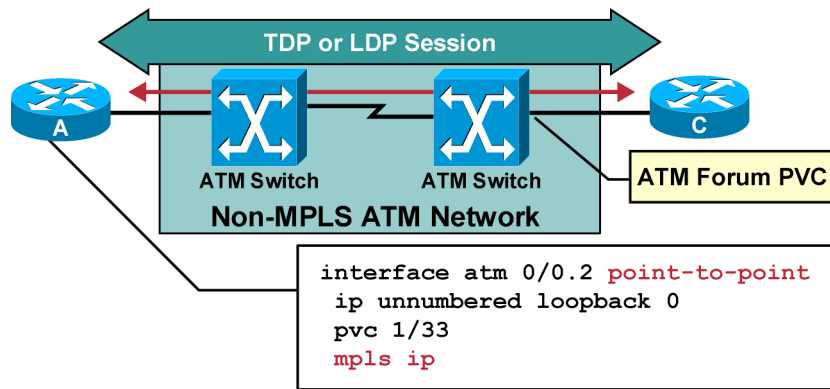 TDP or LDP Session
A
C
ATM Switch
ATM Switch
ATM Forum PVC
Non-MPLS ATM Network
interface atm 0/0.2 point-to-point
ip unnumbered loopback 0
pvc 1/33
mpls ip